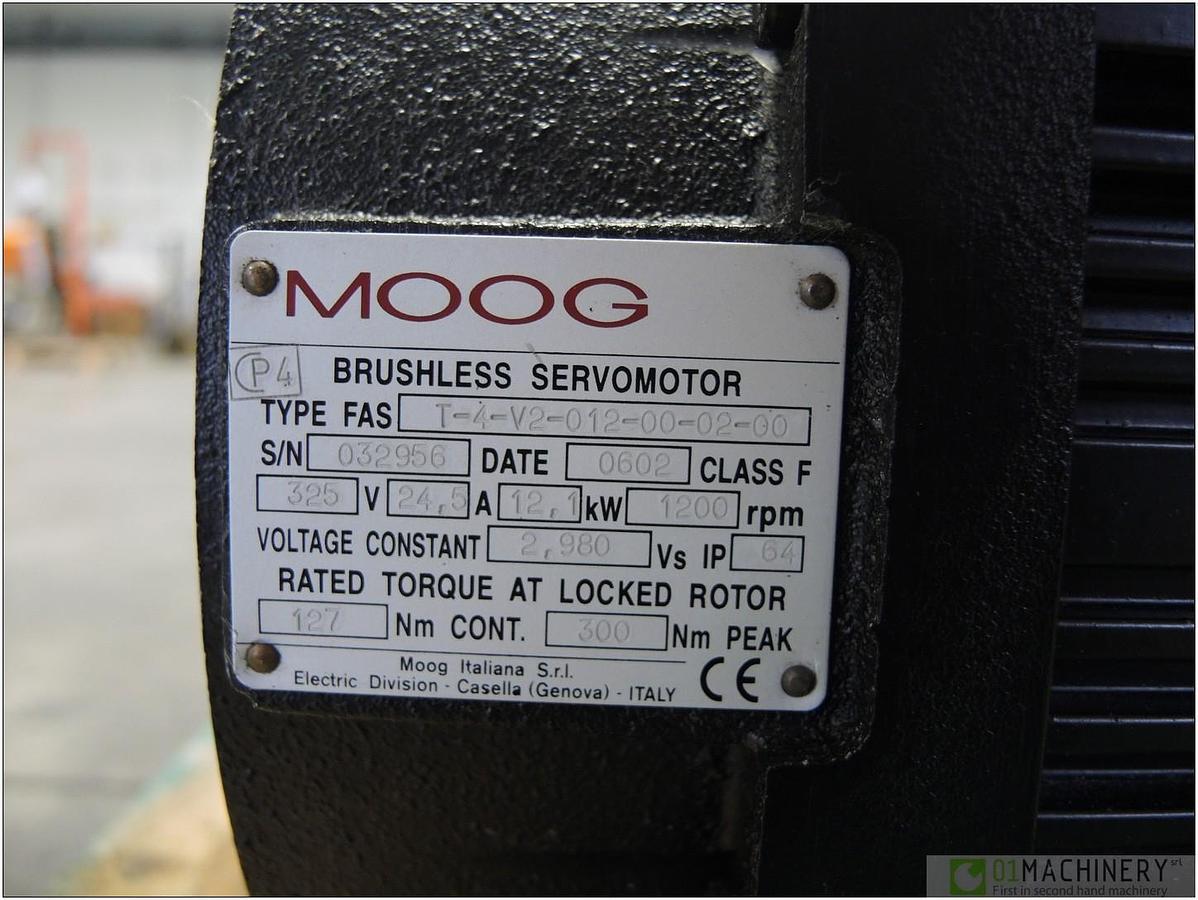 MOOG
CP4
BRUSHLESS SERVOMOTOR
TYPE FAS T-4-V2-012-00-02-00
S/N 032956 DATE 0602 CLASS F
325 V 24,5 A 12,1 kW 1200 rpm
VOLTAGE CONSTANT 2,980 Vs IP 64
RATED TORQUE AT LOCKED ROTOR
127 Nm CONT. 300 Nm PEAK
Moog Italiana S.r.l.
Electric Division - Casella (Genova) - ITALY CE
01MACHINERY srl
First in second hand machinery